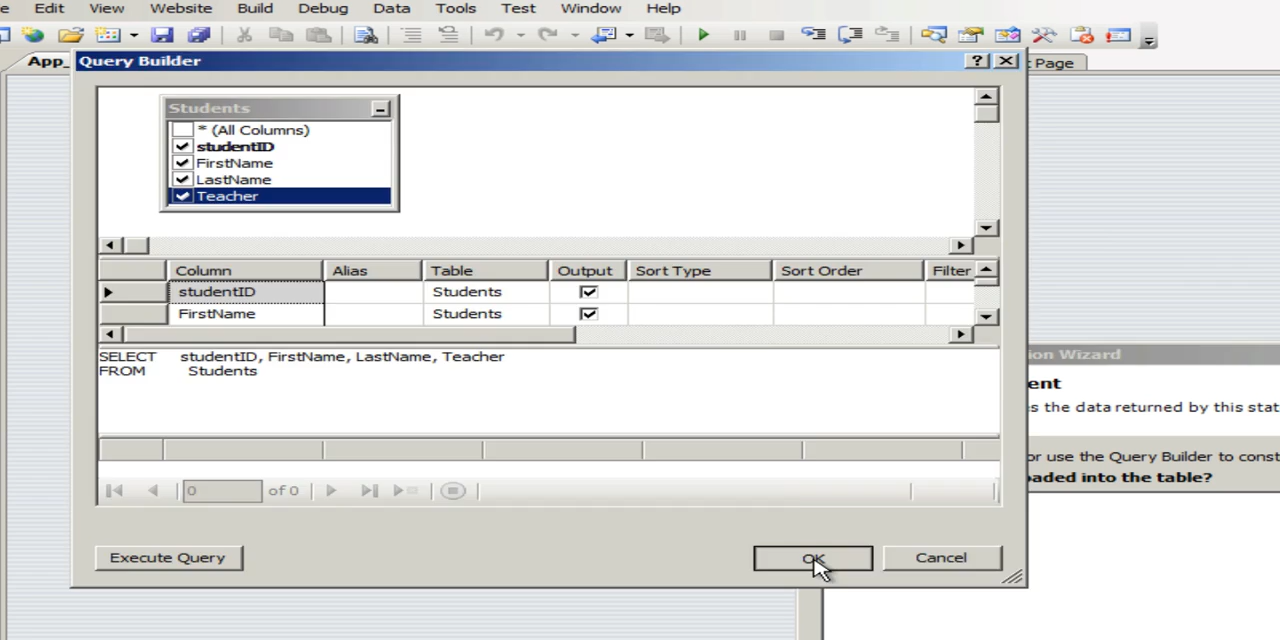 Edit View Website Build Debug Data Tools Test Window Help
App_
Page
Query Builder
Students
* (All Columns)
studentID
FirstName
LastName
Teacher
Column Alias Table Output Sort Type Sort Order Filter
studentID Students
FirstName Students
SELECT studentID, FirstName, LastName, Teacher
FROM Students
0 of 0
Execute Query OK Cancel
ion Wizard
ent
s the data returned by this stat
or use the Query Builder to const
aded into the table?